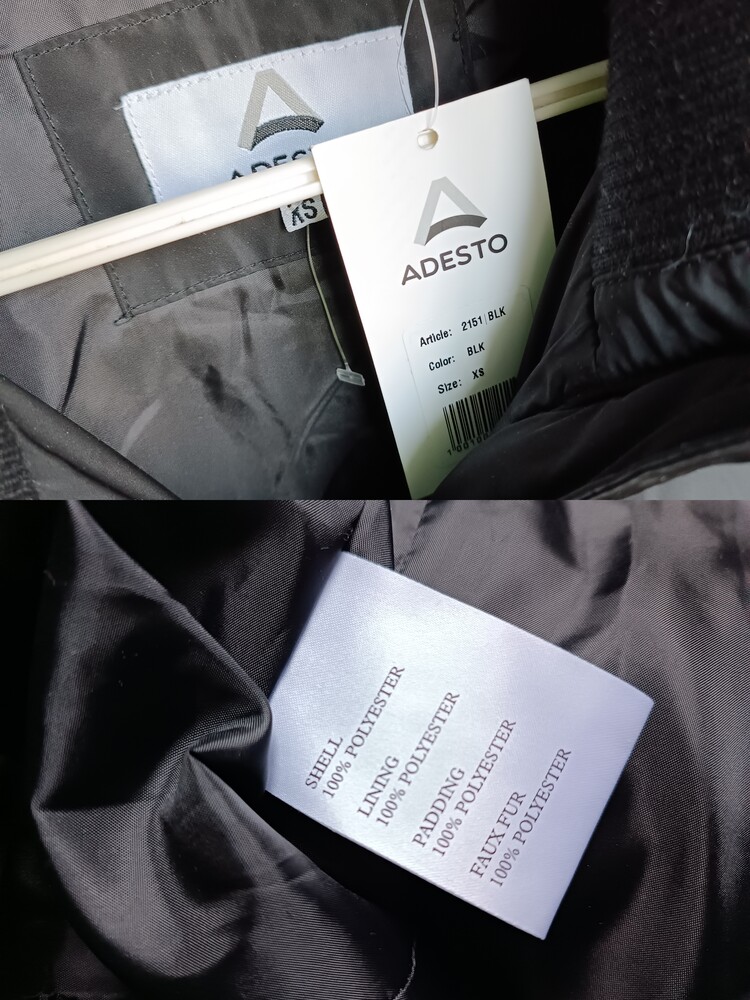 XS
ADESTO
Article: 2151 BLK
Color: BLK
Size: XS
SHELL
100% POLYESTER
LINING
100% POLYESTER
PADDING
100% POLYESTER
FAUX FUR
100% POLYESTER